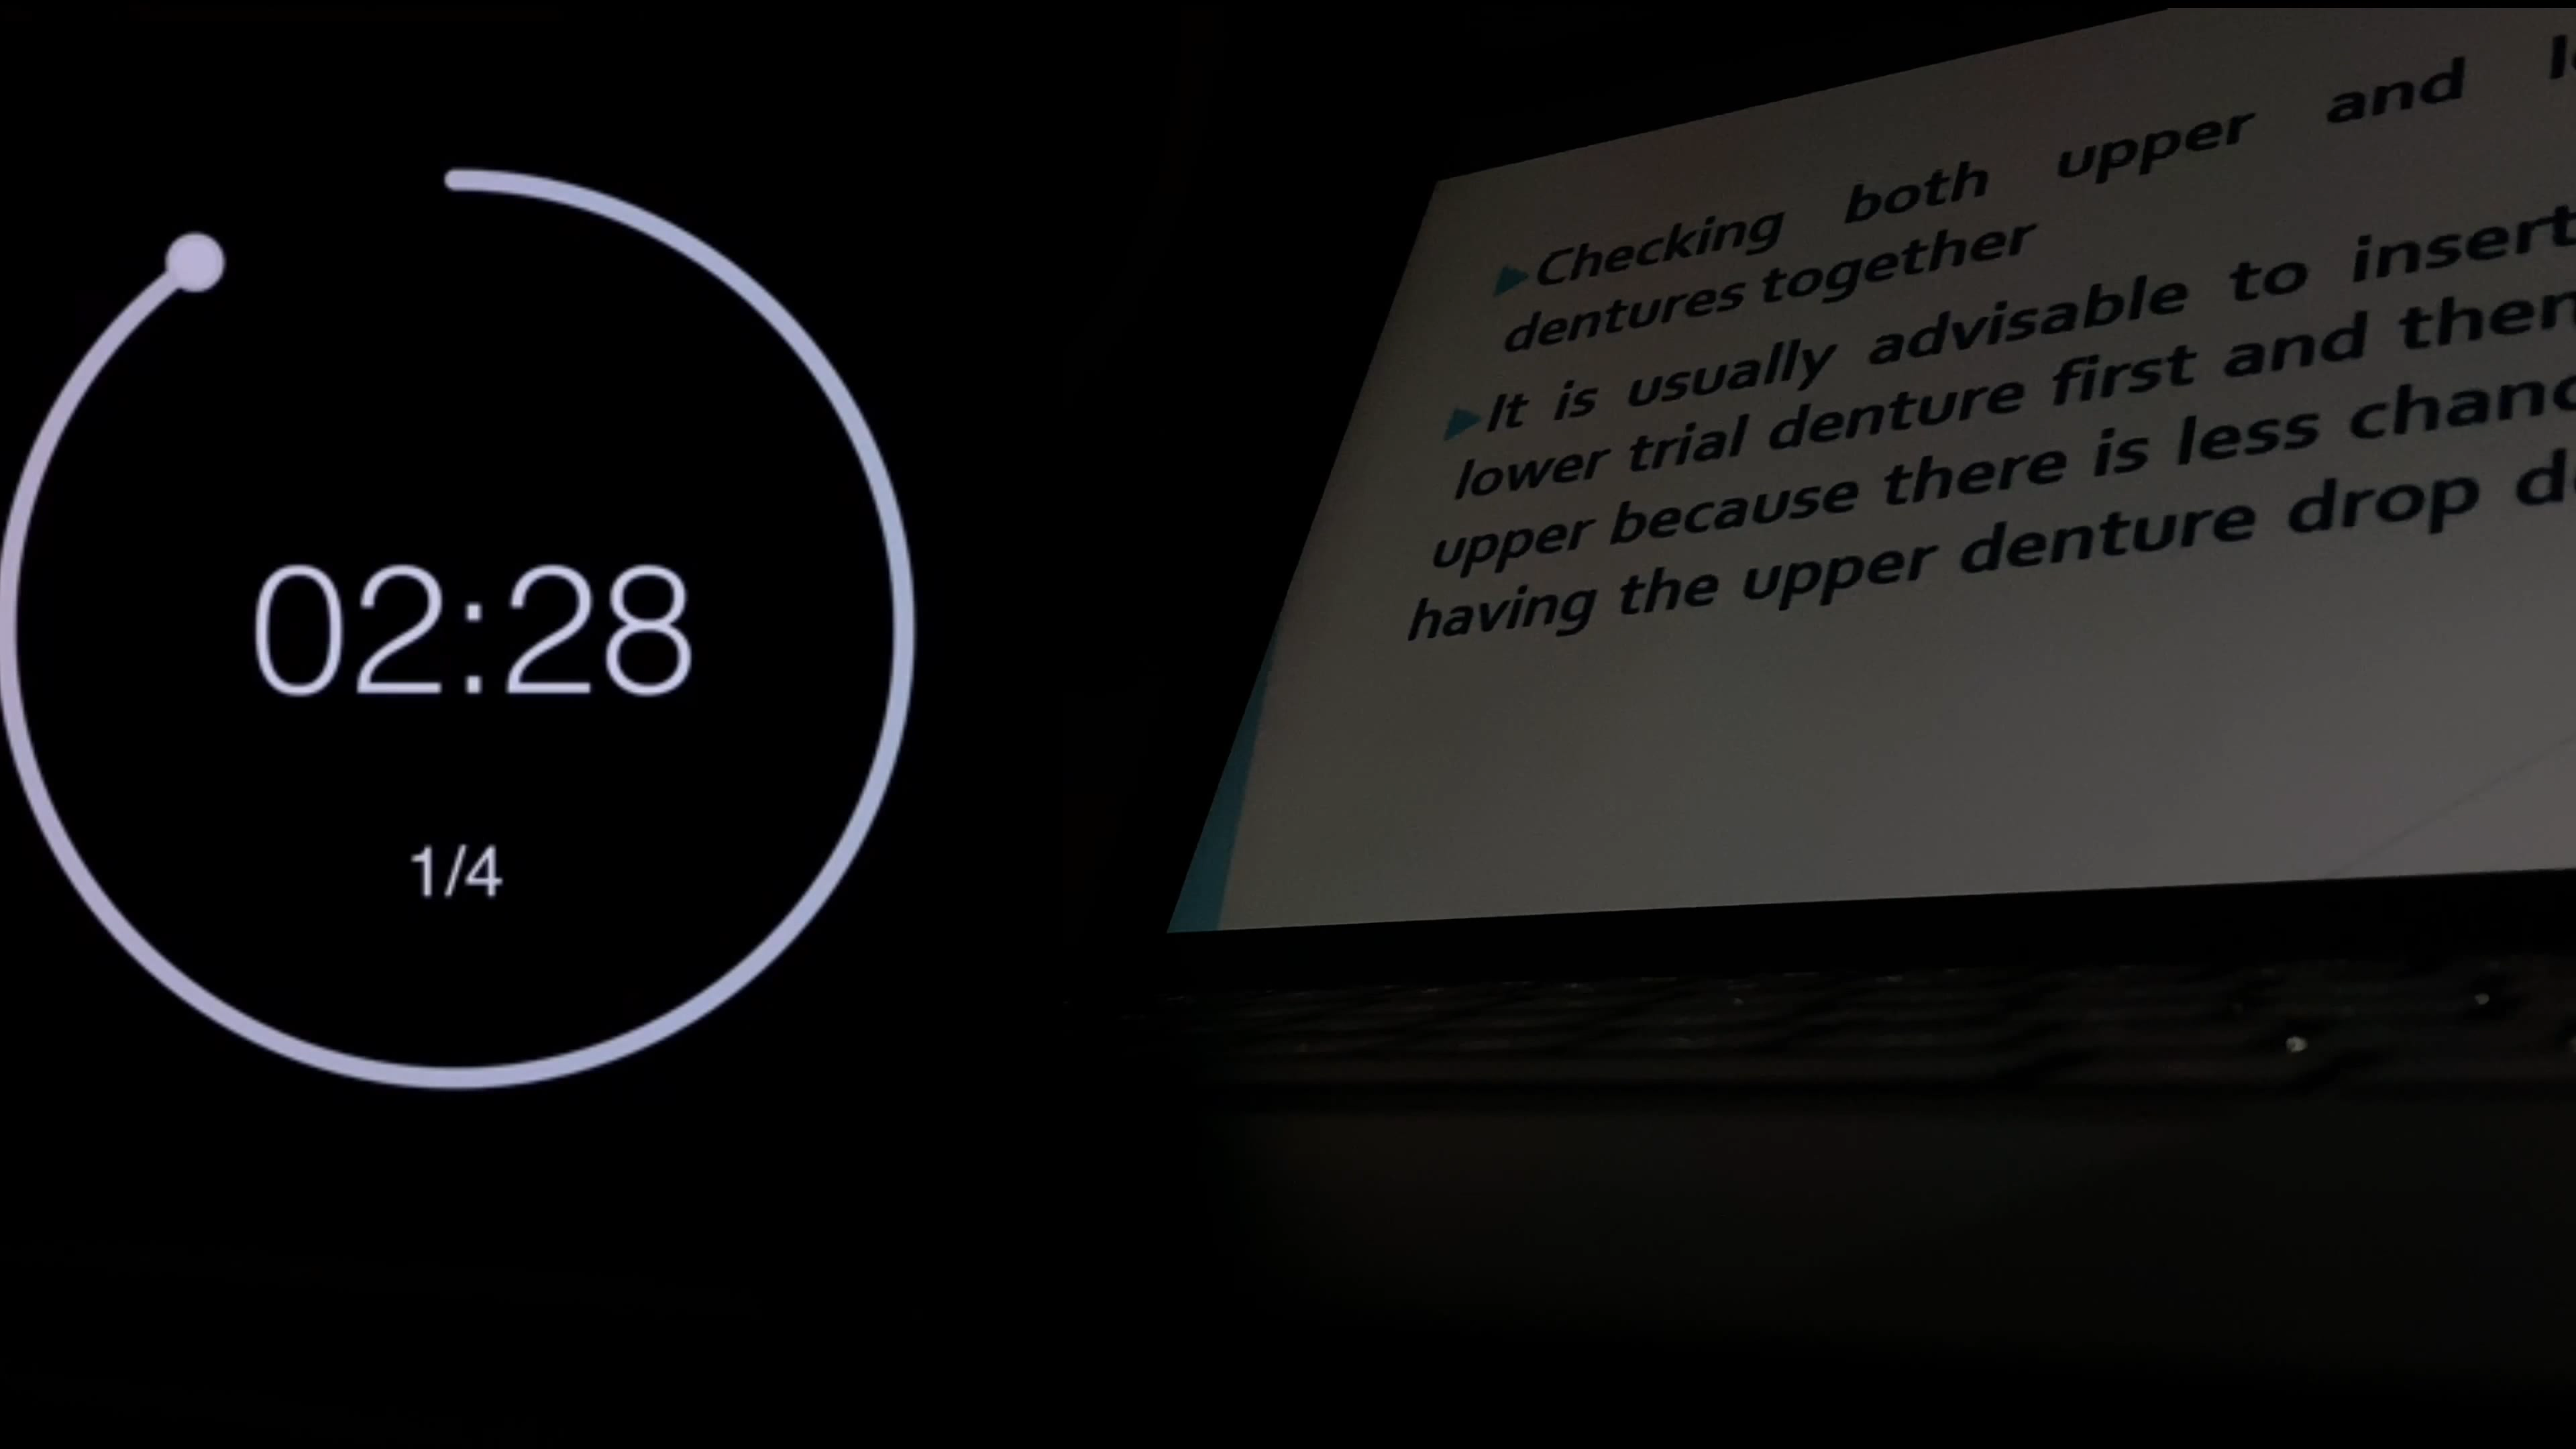 02:28
1/4
Checking both upper and
dentures together
It is usually advisable to insert
lower trial denture first and then
upper because there is less
having the upper denture drop